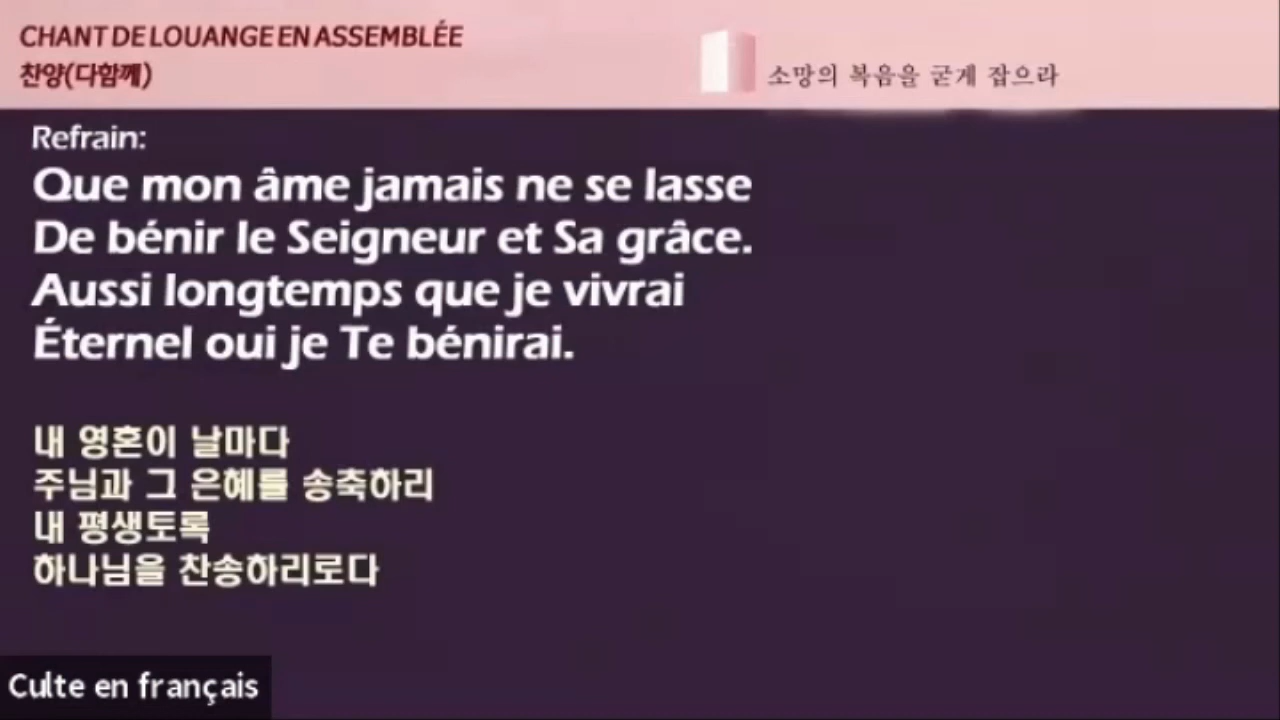 CHANT DE LOUANGE EN ASSEMBLÉE
찬양(다함께)
소망의 복음을 굳게 잡으라
Refrain:
Que mon âme jamais ne se lasse
De bénir le Seigneur et Sa grâce.
Aussi longtemps que je vivrai
Éternel oui je Te bénirai.
내 영혼이 날마다
주님과 그 은혜를 송축하리
내 평생토록
하나님을 찬송하리로다
Culte en français